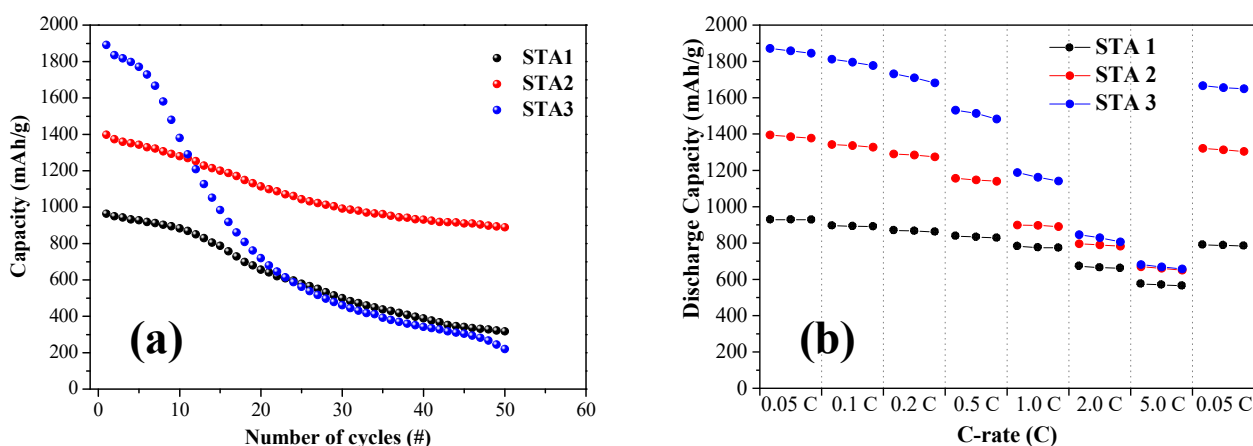 2000
1800
1600
1400
1200
1000
800
600
400
200
0
Capacity (mAh/g)
STA1
STA2
STA3
(a)
0 10 20 30 40 50 60
Number of cycles (#)
2000
1800
1600
1400
1200
1000
800
600
400
200
0
Discharge Capacity (mAh/g)
STA 1
STA 2
STA 3
(b)
0.05 C 0.1 C 0.2 C 0.5 C 1.0 C 2.0 C 5.0 C 0.05 C
C-rate (C)